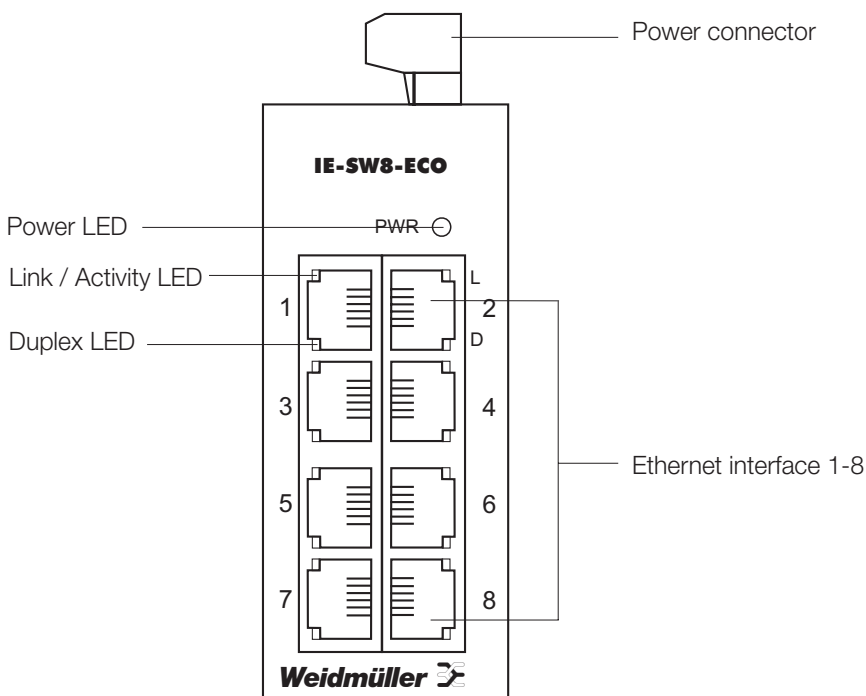 Power connector
IE-SW8-ECO
Power LED
PWR
Link / Activity LED
L
1
2
Duplex LED
D
3
4
Ethernet interface 1-8
5
6
7
8
Weidmüller